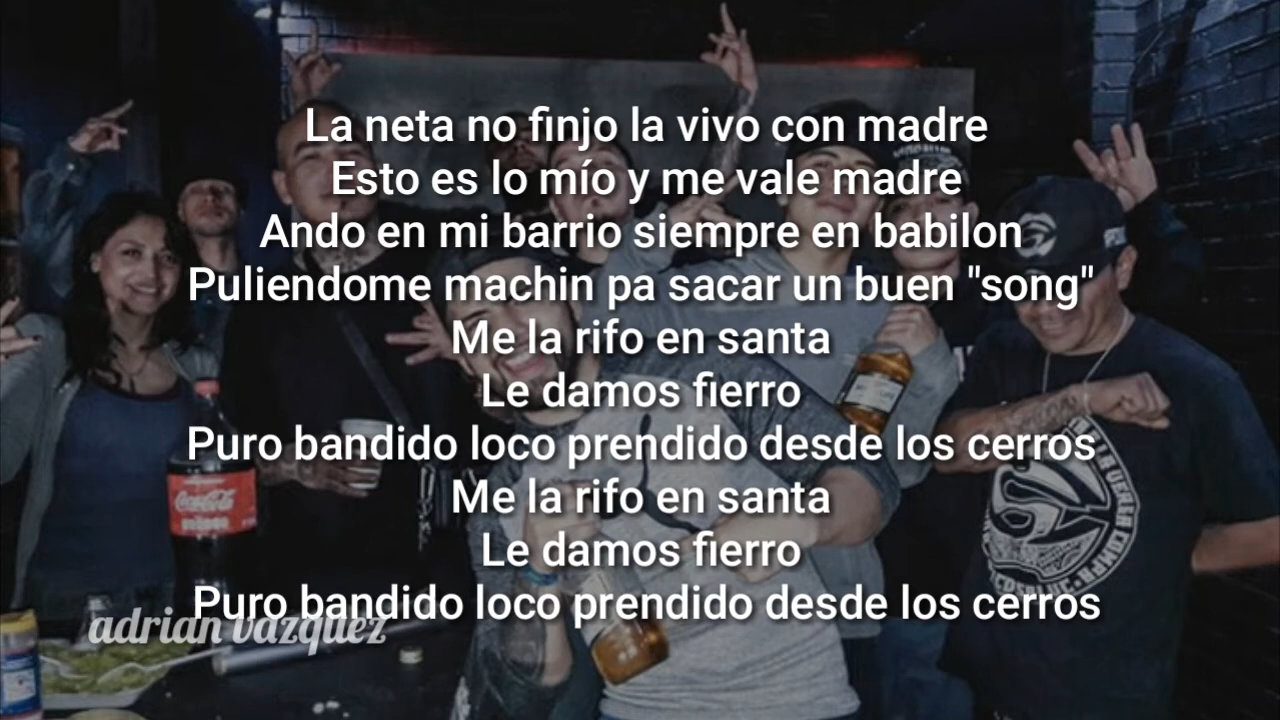 La neta no finjo la vivo con madre
Esto es lo mío y me vale madre
Ando en mi barrio siempre en babilon
Puliendome machin pa sacar un buen "song"
Me la rifo en santa
Le damos fierro
Puro bandido loco prendido desde los cerros
Me la rifo en santa
Le damos fierro
Puro bandido loco prendido desde los cerros
adrian vazquez
Coca-Cola